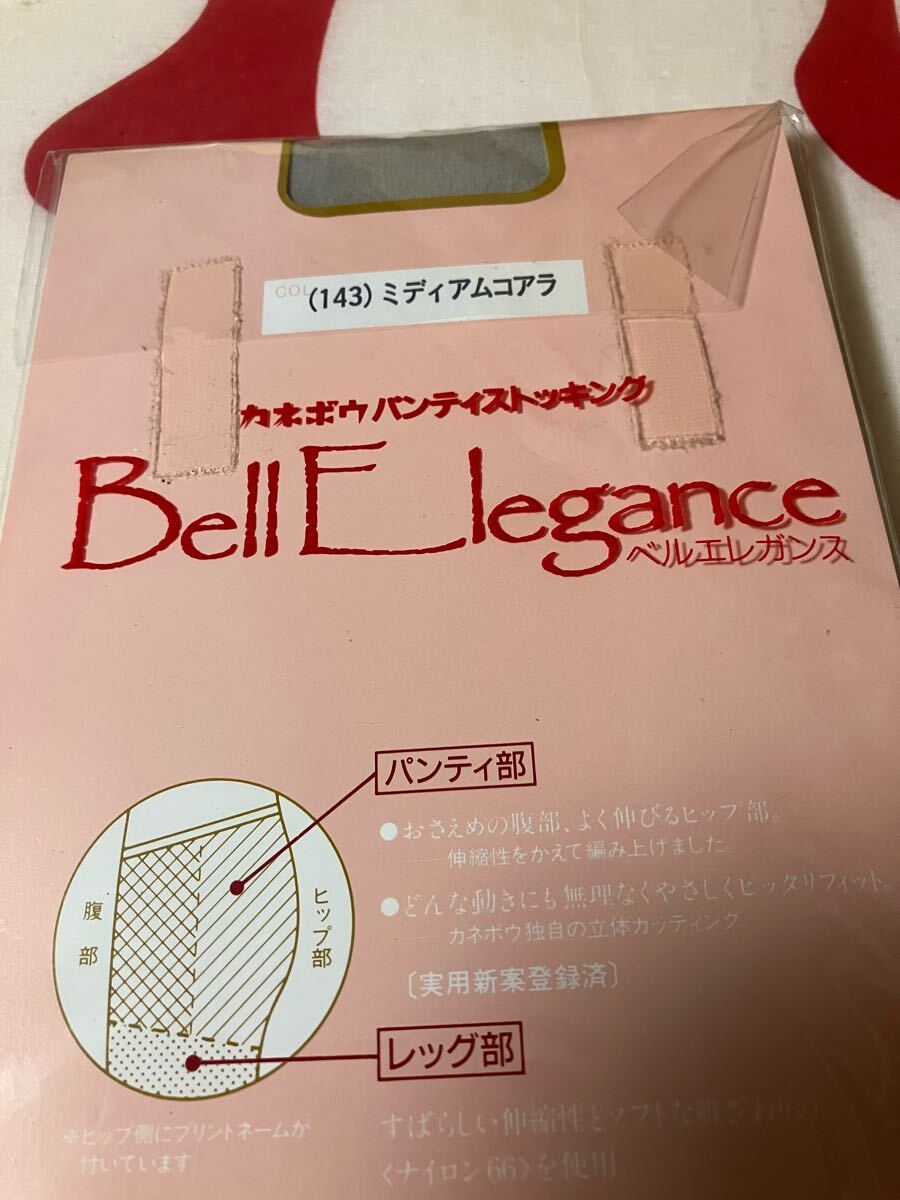 COL
(143) ミディアムコアラ
カネボウパンティストッキング
Bell Elegance
ベルエレガンス
パンティ部
●おさえめの腹部、よく伸びるヒップ部。
── 伸縮性をかえて編み上げました。
●どんな動きにも無理なくやさしくヒッタリフィット。
── カネボウ独自の立体カッティング
〔実用新案登録済〕
腹部
ヒップ部
レッグ部
すばらしい伸縮性とソフトな肌ざわりの
〈ナイロン66〉を使用
※ヒップ側にプリントネームが
付いています